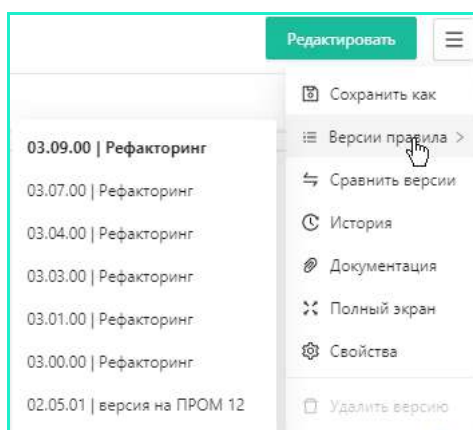 Редактировать
Сохранить как
Версии правила >
Сравнить версии
История
Документация
Полный экран
Свойства
Удалить версию
03.09.00 | Рефакторинг
03.07.00 | Рефакторинг
03.04.00 | Рефакторинг
03.03.00 | Рефакторинг
03.01.00 | Рефакторинг
03.00.00 | Рефакторинг
02.05.01 | версия на ПРОМ 12